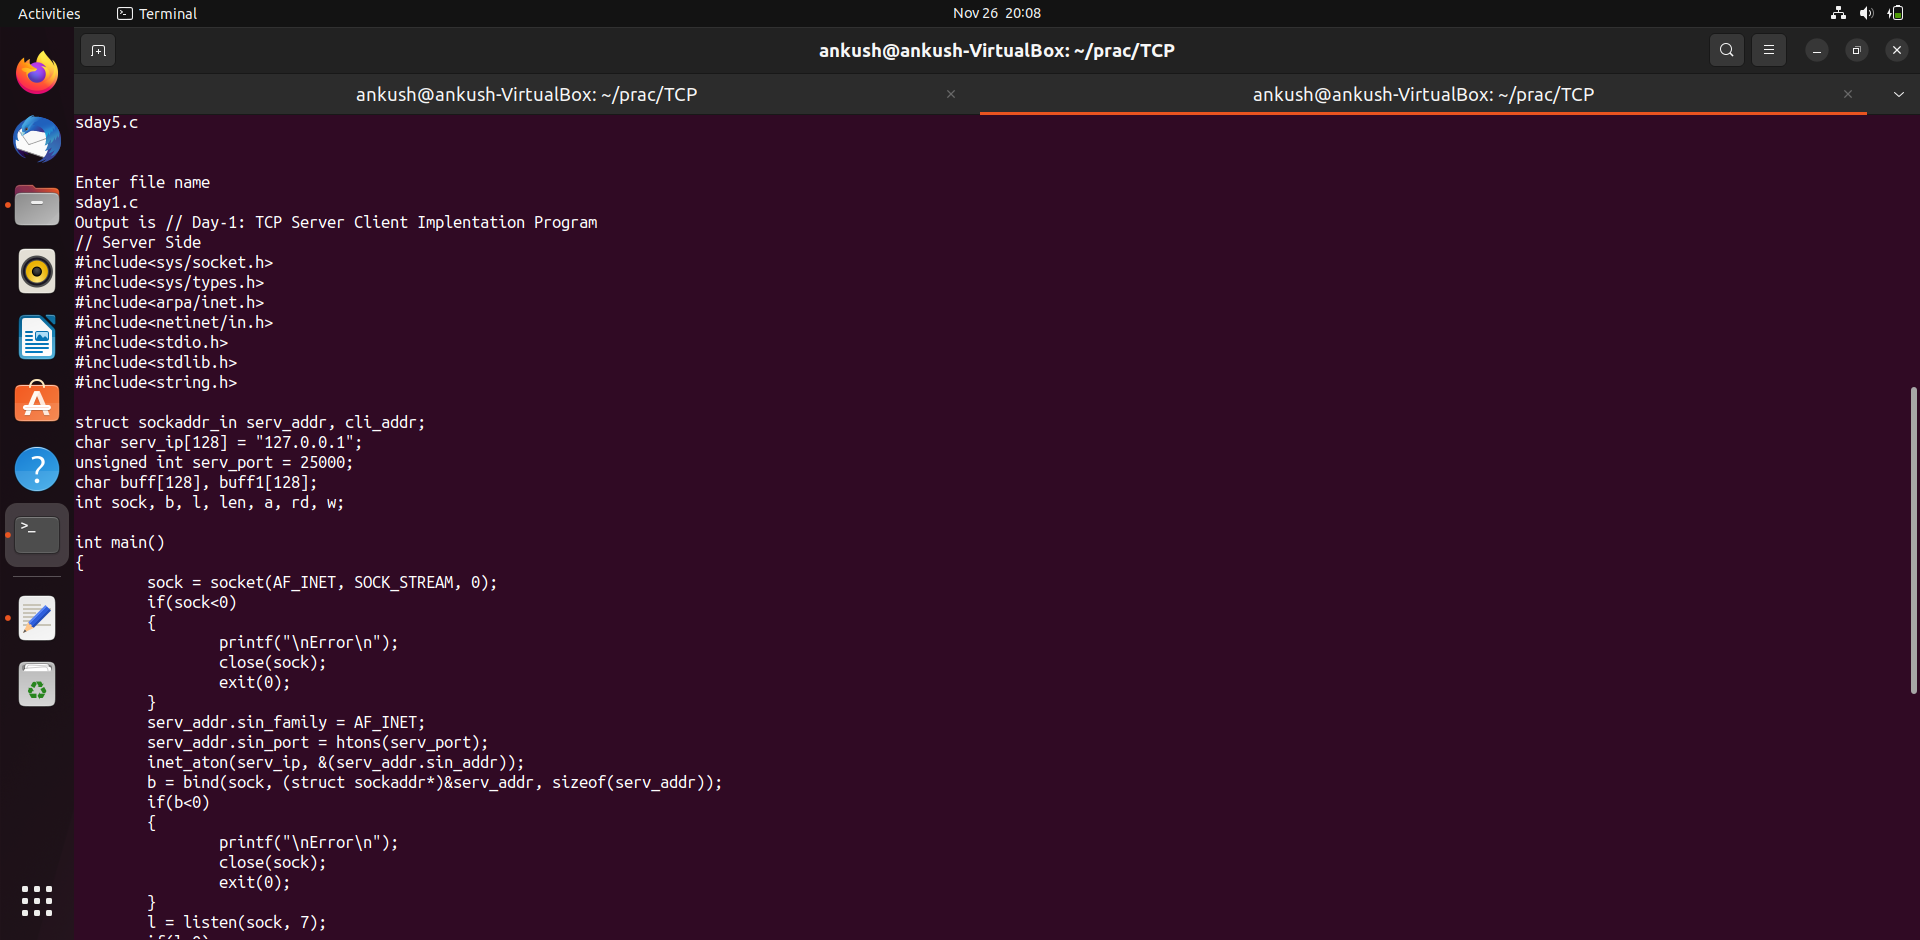 Activities
Terminal
Nov 26 20:08
ankush@ankush-VirtualBox: ~/prac/TCP
ankush@ankush-VirtualBox: ~/prac/TCP
ankush@ankush-VirtualBox: ~/prac/TCP
sday5.c
Enter file name
sday1.c
Output is // Day-1: TCP Server Client Implentation Program
// Server Side
#include<sys/socket.h>
#include<sys/types.h>
#include<arpa/inet.h>
#include<netinet/in.h>
#include<stdio.h>
#include<stdlib.h>
#include<string.h>
struct sockaddr_in serv_addr, cli_addr;
char serv_ip[128] = "127.0.0.1";
unsigned int serv_port = 25000;
char buff[128], buff1[128];
int sock, b, l, len, a, rd, w;
int main()
{
sock = socket(AF_INET, SOCK_STREAM, 0);
if(sock<0)
{
printf("\nError\n");
close(sock);
exit(0);
}
serv_addr.sin_family = AF_INET;
serv_addr.sin_port = htons(serv_port);
inet_aton(serv_ip, &(serv_addr.sin_addr));
b = bind(sock, (struct sockaddr*)&serv_addr, sizeof(serv_addr));
if(b<0)
{
printf("\nError\n");
close(sock);
exit(0);
}
l = listen(sock, 7);